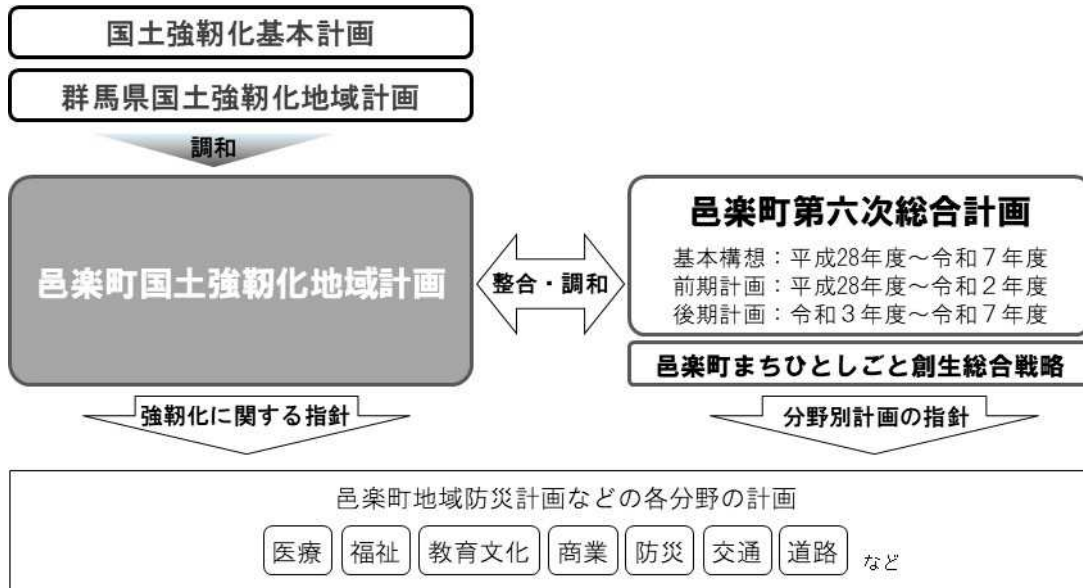 国土強靭化基本計画
群馬県国土強靭化地域計画
調和
邑楽町国土強靭化地域計画
整合・調和
邑楽町第六次総合計画
基本構想：平成28年度～令和７年度
前期計画：平成28年度～令和２年度
後期計画：令和３年度～令和７年度
邑楽町まちひとしごと創生総合戦略
強靭化に関する指針
分野別計画の指針
邑楽町地域防災計画などの各分野の計画
医療 福祉 教育文化 商業 防災 交通 道路 など